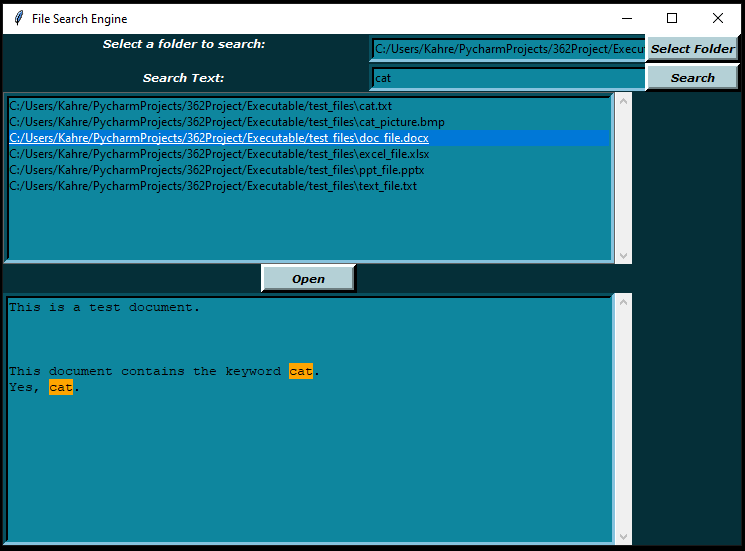 File Search Engine
Select a folder to search:
C:/Users/Kahre/PycharmProjects/362Project/Execut
Select Folder
Search Text:
cat
Search
C:/Users/Kahre/PycharmProjects/362Project/Executable/test_files\cat.txt
C:/Users/Kahre/PycharmProjects/362Project/Executable/test_files\cat_picture.bmp
C:/Users/Kahre/PycharmProjects/362Project/Executable/test_files\doc_file.docx
C:/Users/Kahre/PycharmProjects/362Project/Executable/test_files\excel_file.xlsx
C:/Users/Kahre/PycharmProjects/362Project/Executable/test_files\ppt_file.pptx
C:/Users/Kahre/PycharmProjects/362Project/Executable/test_files\text_file.txt
Open
This is a test document.
This document contains the keyword cat.
Yes, cat.